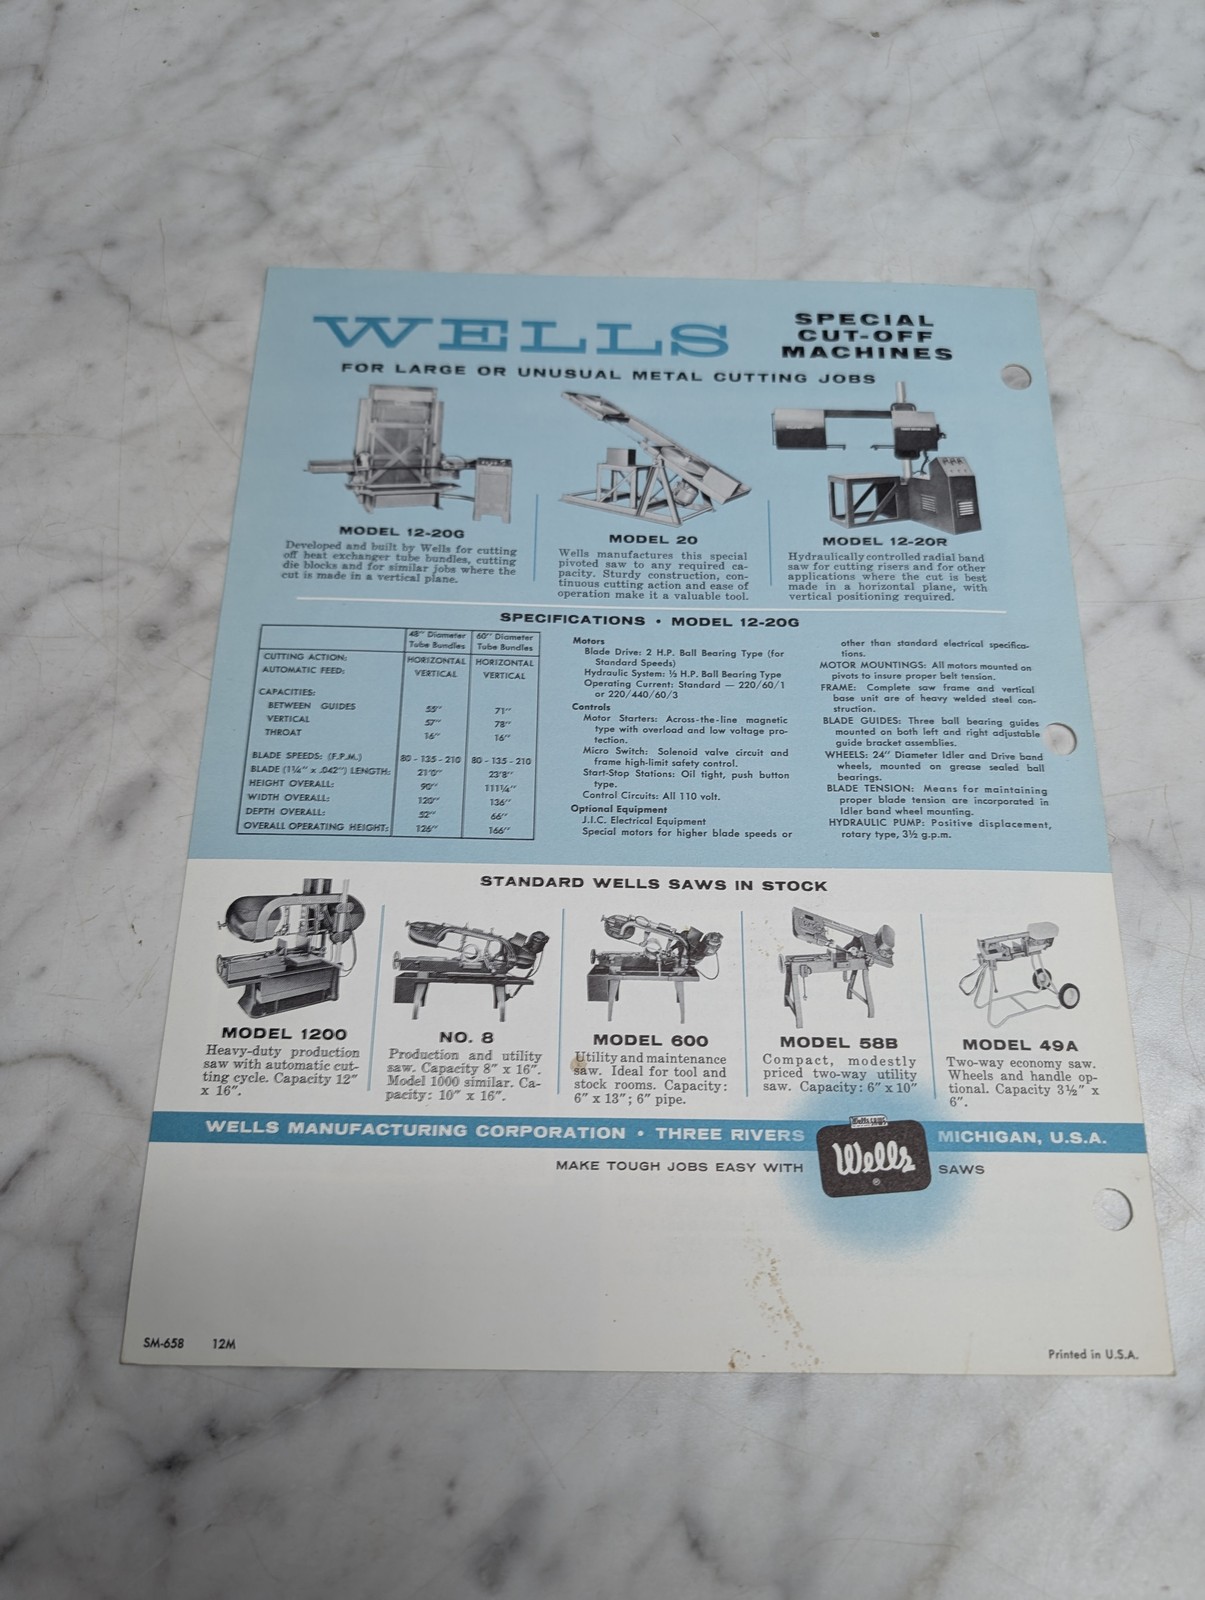 WELLS
SPECIAL
CUT-OFF
MACHINES
FOR LARGE OR UNUSUAL METAL CUTTING JOBS
MODEL 12-20G
Developed and built by Wells for cutting
off heat exchanger tube bundles, cutting
die blocks and for similar jobs where the
cut is made in a vertical plane.
MODEL 20
Wells manufactures this special
pivoted saw to any required ca-
pacity. Sturdy construction, con-
tinuous cutting action and ease of
operation make it a valuable tool.
MODEL 12-20R
Hydraulically controlled radial band
saw for cutting risers and for other
applications where the cut is best
made in a horizontal plane, with
vertical positioning required.
SPECIFICATIONS • MODEL 12-20G
48" Diameter Tube Bundles 60" Diameter Tube Bundles
CUTTING ACTION: HORIZONTAL HORIZONTAL
AUTOMATIC FEED: VERTICAL VERTICAL
CAPACITIES:
BETWEEN GUIDES 55" 71"
VERTICAL 57" 78"
THROAT 16" 16"
BLADE SPEEDS: (F.P.M.) 80 - 135 - 210 80 - 135 - 210
BLADE (1¼" x .042") LENGTH: 21'0" 23'8"
HEIGHT OVERALL: 90" 111¼"
WIDTH OVERALL: 120" 136"
DEPTH OVERALL: 52" 66"
OVERALL OPERATING HEIGHT: 126" 166"
Motors
Blade Drive: 2 H.P. Ball Bearing Type (for
Standard Speeds)
Hydraulic System: ½ H.P. Ball Bearing Type
Operating Current: Standard — 220/60/1
or 220/440/60/3
Controls
Motor Starters: Across-the-line magnetic
type with overload and low voltage pro-
tection.
Micro Switch: Solenoid valve circuit and
frame high-limit safety control.
Start-Stop Stations: Oil tight, push button
type.
Control Circuits: All 110 volt.
Optional Equipment
J.I.C. Electrical Equipment
Special motors for higher blade speeds or
other than standard electrical specifica-
tions.
MOTOR MOUNTINGS: All motors mounted on
pivots to insure proper belt tension.
FRAME: Complete saw frame and vertical
base unit are of heavy welded steel con-
struction.
BLADE GUIDES: Three ball bearing guides
mounted on both left and right adjustable
guide bracket assemblies.
WHEELS: 24" Diameter Idler and Drive band
wheels, mounted on grease sealed ball
bearings.
BLADE TENSION: Means for maintaining
proper blade tension are incorporated in
Idler band wheel mounting.
HYDRAULIC PUMP: Positive displacement,
rotary type, 3½ g.p.m.
STANDARD WELLS SAWS IN STOCK
MODEL 1200
Heavy-duty production
saw with automatic cut-
ting cycle. Capacity 12"
x 16".
NO. 8
Production and utility
saw. Capacity 8" x 16".
Model 1000 similar. Ca-
pacity: 10" x 16".
MODEL 600
Utility and maintenance
saw. Ideal for tool and
stock rooms. Capacity:
6" x 13"; 6" pipe.
MODEL 58B
Compact, modestly
priced two-way utility
saw. Capacity: 6" x 10"
MODEL 49A
Two-way economy saw.
Wheels and handle op-
tional. Capacity 3½" x
6".
WELLS MANUFACTURING CORPORATION • THREE RIVERS MICHIGAN, U.S.A.
MAKE TOUGH JOBS EASY WITH Wells ® SAWS
SM-658 12M
Printed in U.S.A.